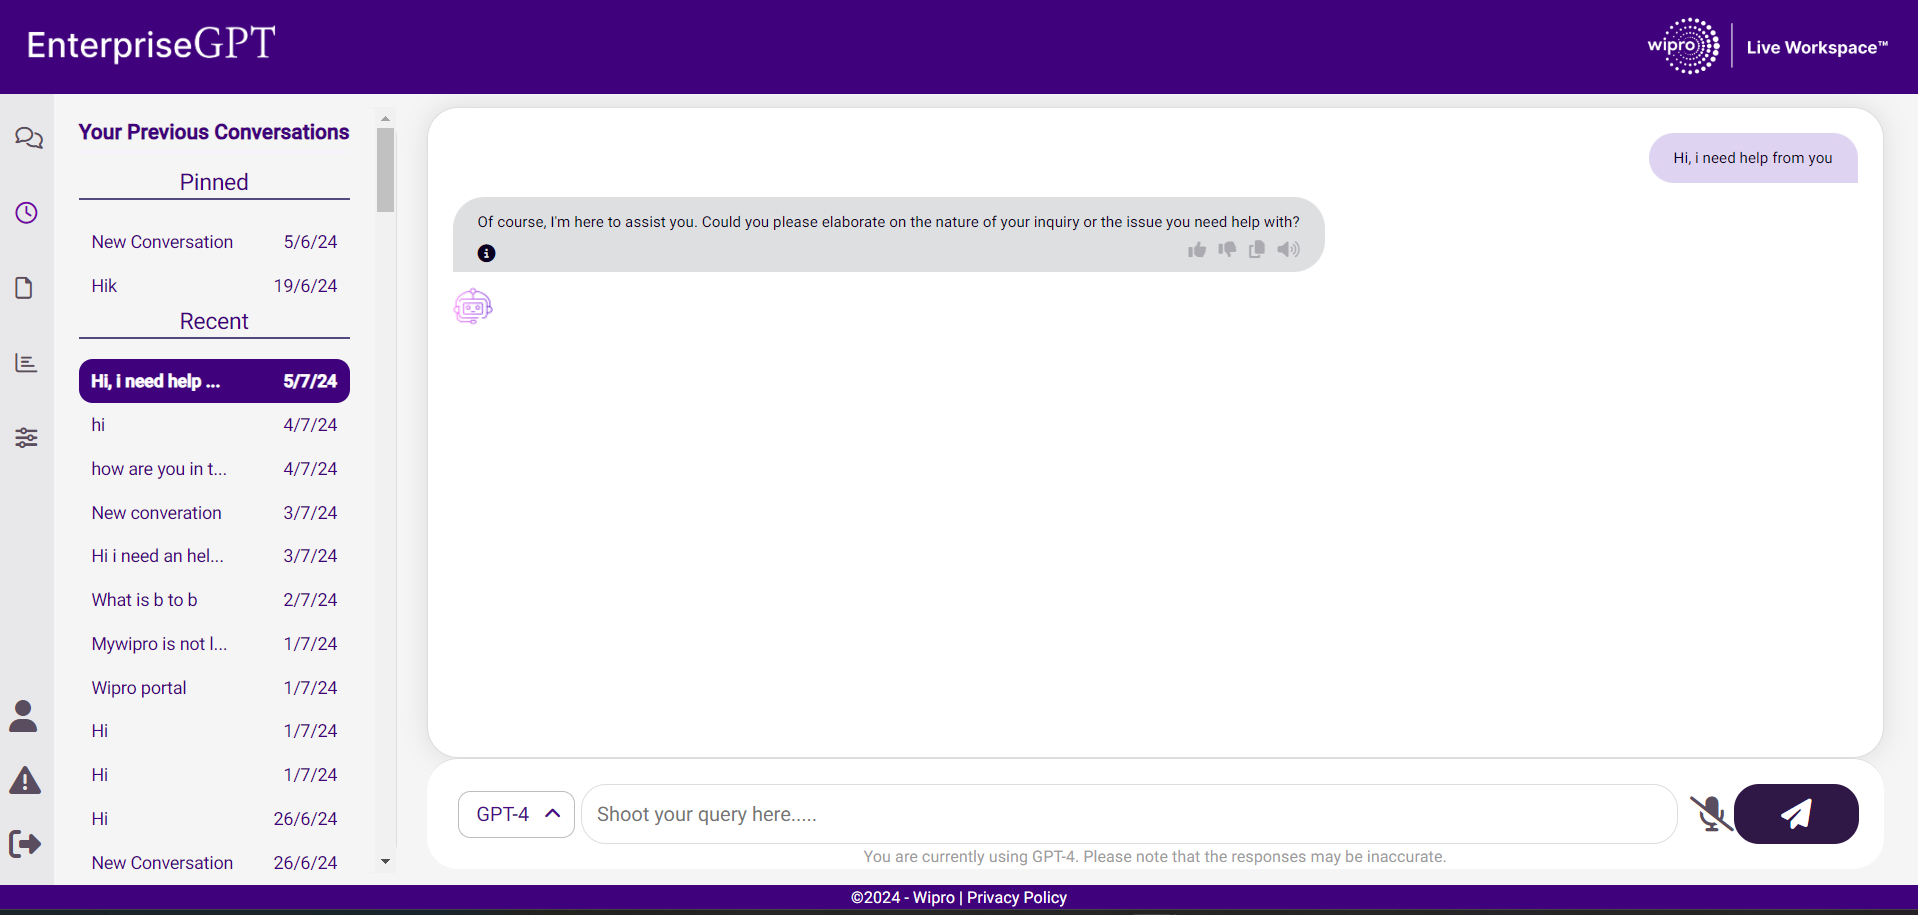 EnterpriseGPT
wipro
Live Workspace™
Your Previous Conversations
Pinned
New Conversation 5/6/24
Hik 19/6/24
Recent
Hi, i need help ... 5/7/24
hi 4/7/24
how are you in t... 4/7/24
New converation 3/7/24
Hi i need an hel... 3/7/24
What is b to b 2/7/24
Mywipro is not l... 1/7/24
Wipro portal 1/7/24
Hi 1/7/24
Hi 1/7/24
Hi 26/6/24
New Conversation 26/6/24
Hi, i need help from you
Of course, I'm here to assist you. Could you please elaborate on the nature of your inquiry or the issue you need help with?
GPT-4
Shoot your query here.....
You are currently using GPT-4. Please note that the responses may be inaccurate.
©2024 - Wipro | Privacy Policy